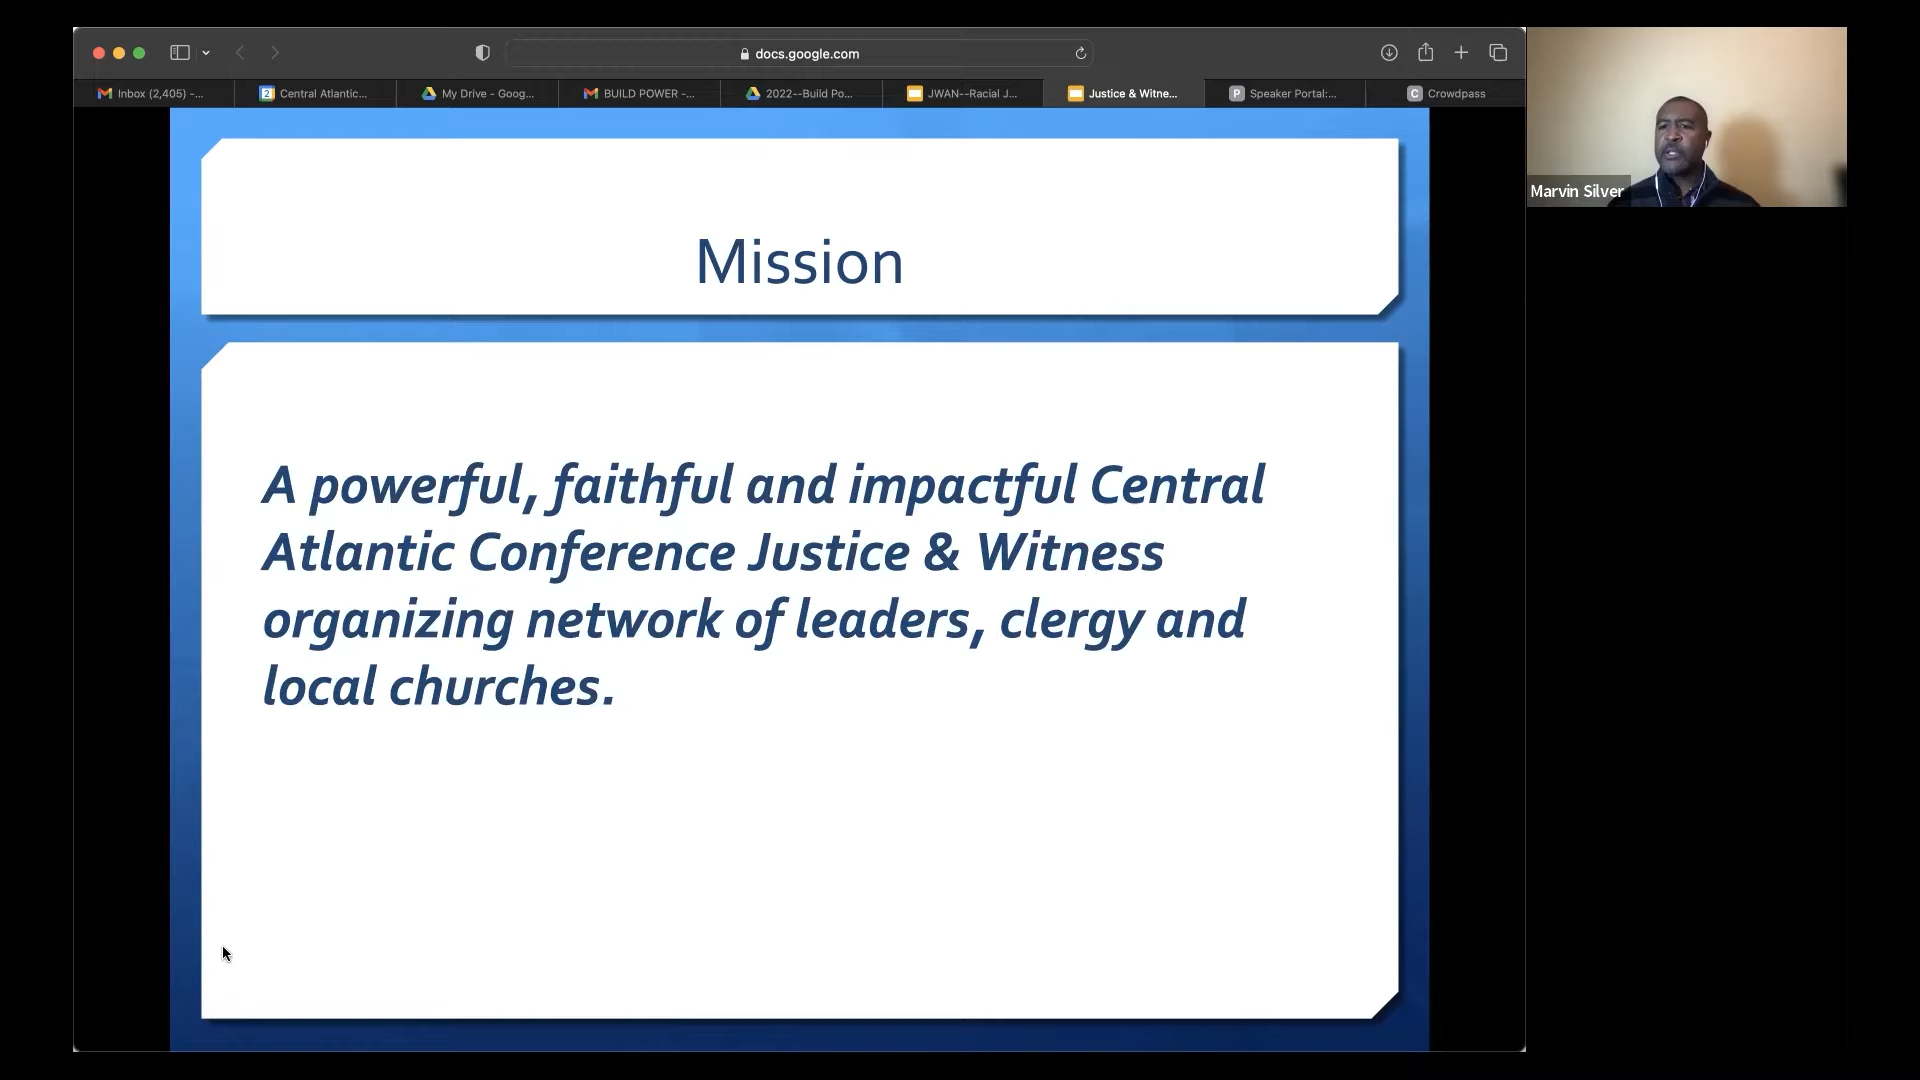 docs.google.com
Inbox (2,405) -...
2 Central Atlantic...
My Drive - Goog...
BUILD POWER -...
2022--Build Po...
JWAN--Racial J...
Justice & Witne...
P Speaker Portal:...
C Crowdpass
Marvin Silver
Mission
A powerful, faithful and impactful Central
Atlantic Conference Justice & Witness
organizing network of leaders, clergy and
local churches.